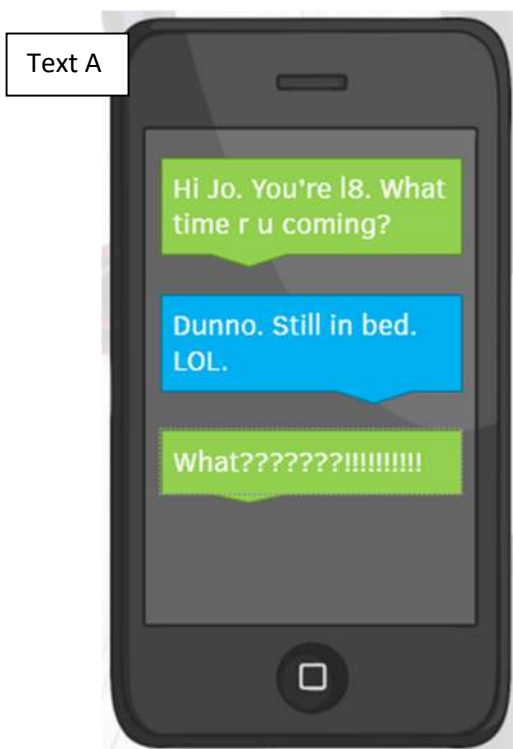 Text A
Hi Jo. You're l8. What
time r u coming?
Dunno. Still in bed.
LOL.
What???????!!!!!!!!!!